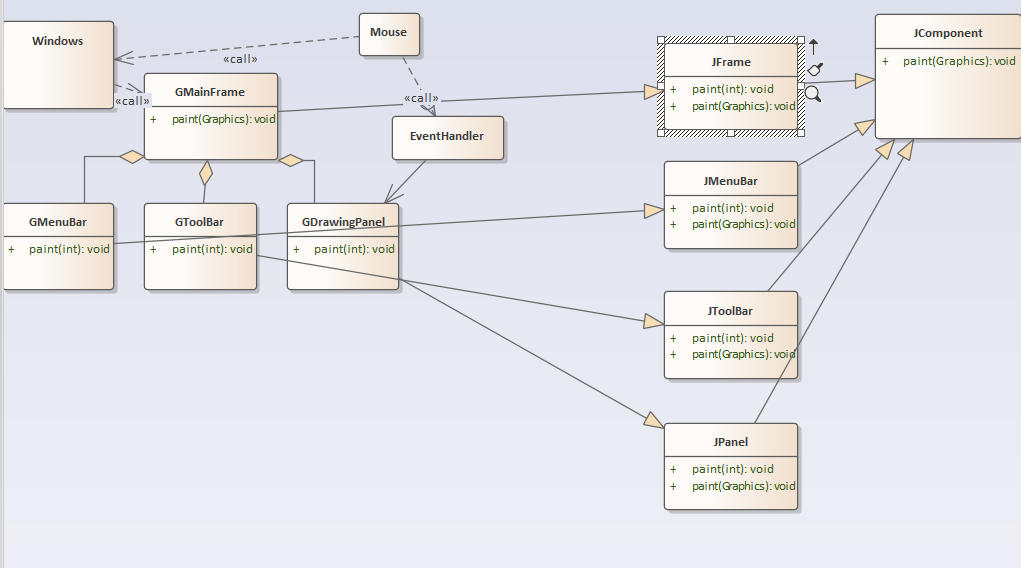 Windows
Mouse
«call»
«call»
«call»
GMainFrame
+ paint(Graphics): void
EventHandler
GMenuBar
+ paint(int): void
GToolBar
+ paint(int): void
GDrawingPanel
+ paint(int): void
JFrame
+ paint(int): void
+ paint(Graphics): void
JComponent
+ paint(Graphics): void
JMenuBar
+ paint(int): void
+ paint(Graphics): void
JToolBar
+ paint(int): void
+ paint(Graphics): void
JPanel
+ paint(int): void
+ paint(Graphics): void